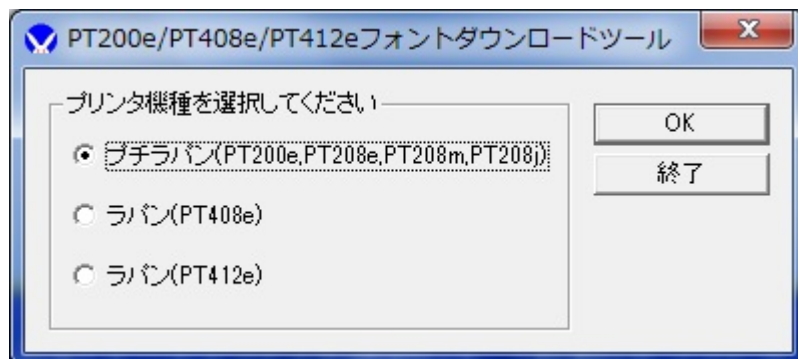 PT200e/PT408e/PT412eフォントダウンロードツール
プリンタ機種を選択してください
プチラパン(PT200e,PT208e,PT208m,PT208j)
ラパン(PT408e)
ラパン(PT412e)
OK
終了